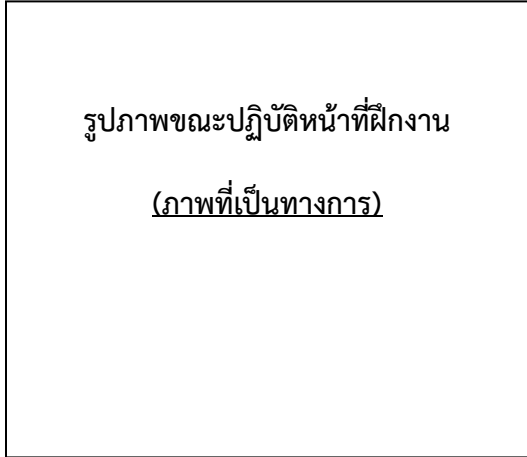 รูปภาพขณะปฏิบัติหน้าที่ฝึกงาน
(ภาพที่เป็นทางการ)